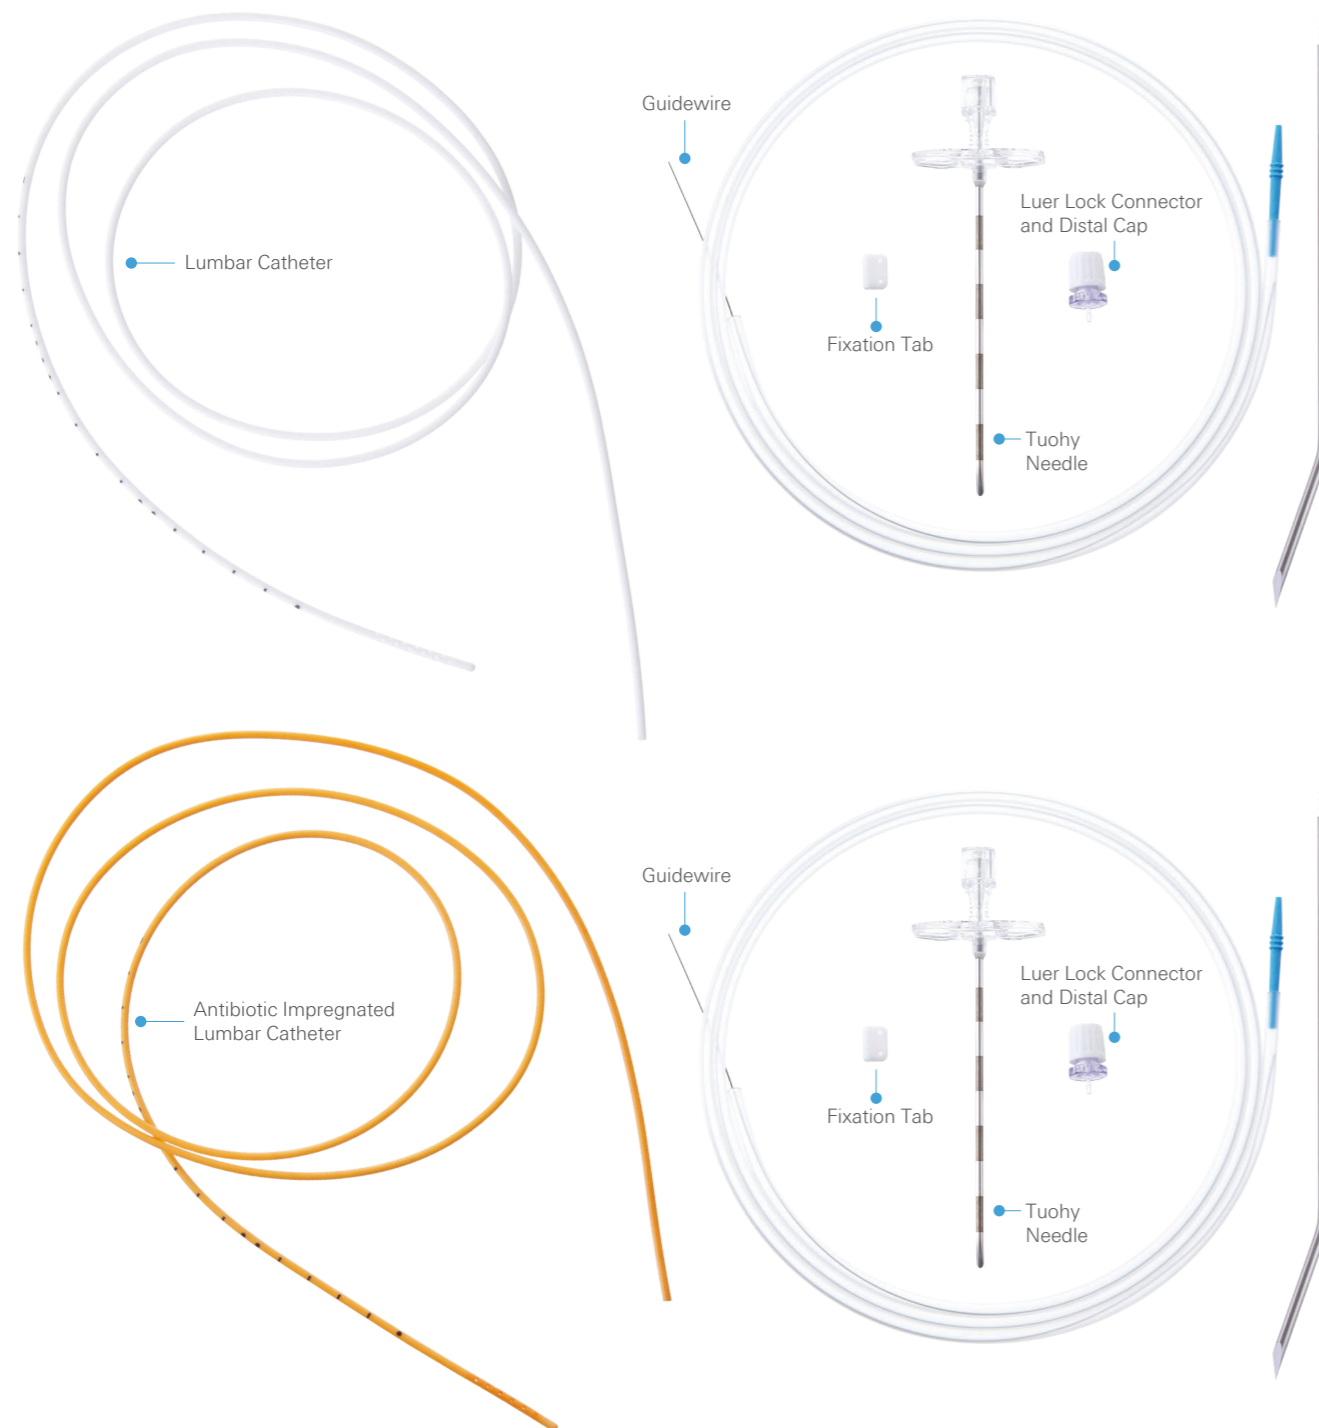 Guidewire
Luer Lock Connector
and Distal Cap
Lumbar Catheter
Fixation Tab
Tuohy
Needle
Guidewire
Luer Lock Connector
and Distal Cap
Antibiotic Impregnated
Lumbar Catheter
Fixation Tab
Tuohy
Needle